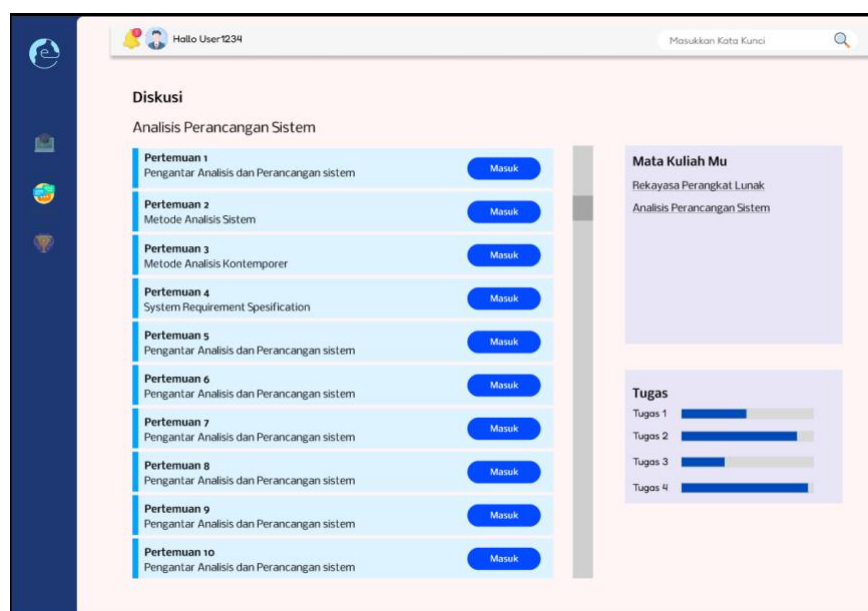 Hallo User1234
Masukkan Kata Kunci
Diskusi
Analisis Perancangan Sistem
Pertemuan 1
Pengantar Analisis dan Perancangan sistem
Masuk
Pertemuan 2
Metode Analisis Sistem
Masuk
Pertemuan 3
Metode Analisis Kontemporer
Masuk
Pertemuan 4
System Requirement Spesification
Masuk
Pertemuan 5
Pengantar Analisis dan Perancangan sistem
Masuk
Pertemuan 6
Pengantar Analisis dan Perancangan sistem
Masuk
Pertemuan 7
Pengantar Analisis dan Perancangan sistem
Masuk
Pertemuan 8
Pengantar Analisis dan Perancangan sistem
Masuk
Pertemuan 9
Pengantar Analisis dan Perancangan sistem
Masuk
Pertemuan 10
Pengantar Analisis dan Perancangan sistem
Masuk
Mata Kuliah Mu
Rekayasa Perangkat Lunak
Analisis Perancangan Sistem
Tugas
Tugas 1
Tugas 2
Tugas 3
Tugas 4